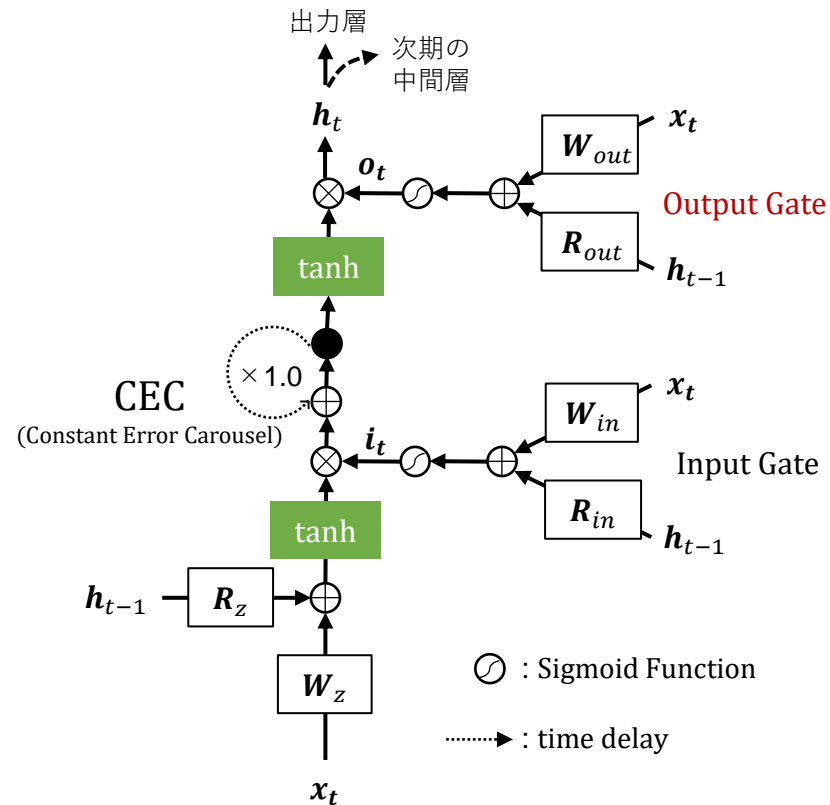 出力層
次期の
中間層
h_t
x_t
W_out
o_t
Output Gate
R_out
h_{t-1}
tanh
× 1.0
CEC
(Constant Error Carousel)
x_t
W_in
i_t
Input Gate
R_in
h_{t-1}
tanh
h_{t-1}
R_z
W_z
x_t
: Sigmoid Function
: time delay